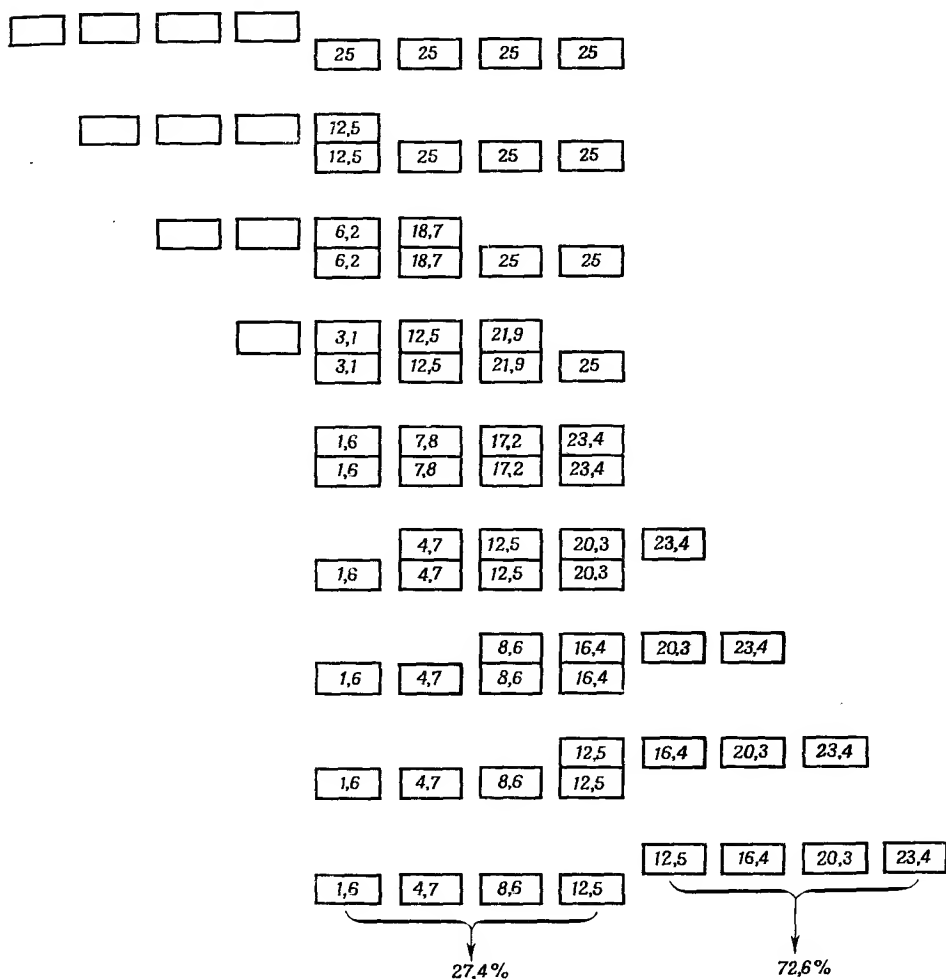 25 25 25 25
12,5
12,5 25 25 25
6,2 18,7
6,2 18,7 25 25
3,1 12,5 21,9
3,1 12,5 21,9 25
1,6 7,8 17,2 23,4
1,6 7,8 17,2 23,4
4,7 12,5 20,3 23,4
1,6 4,7 12,5 20,3
8,6 16,4 20,3 23,4
1,6 4,7 8,6 16,4
12,5 16,4 20,3 23,4
1,6 4,7 8,6 12,5
12,5 16,4 20,3 23,4
1,6 4,7 8,6 12,5
27,4% 72,6%